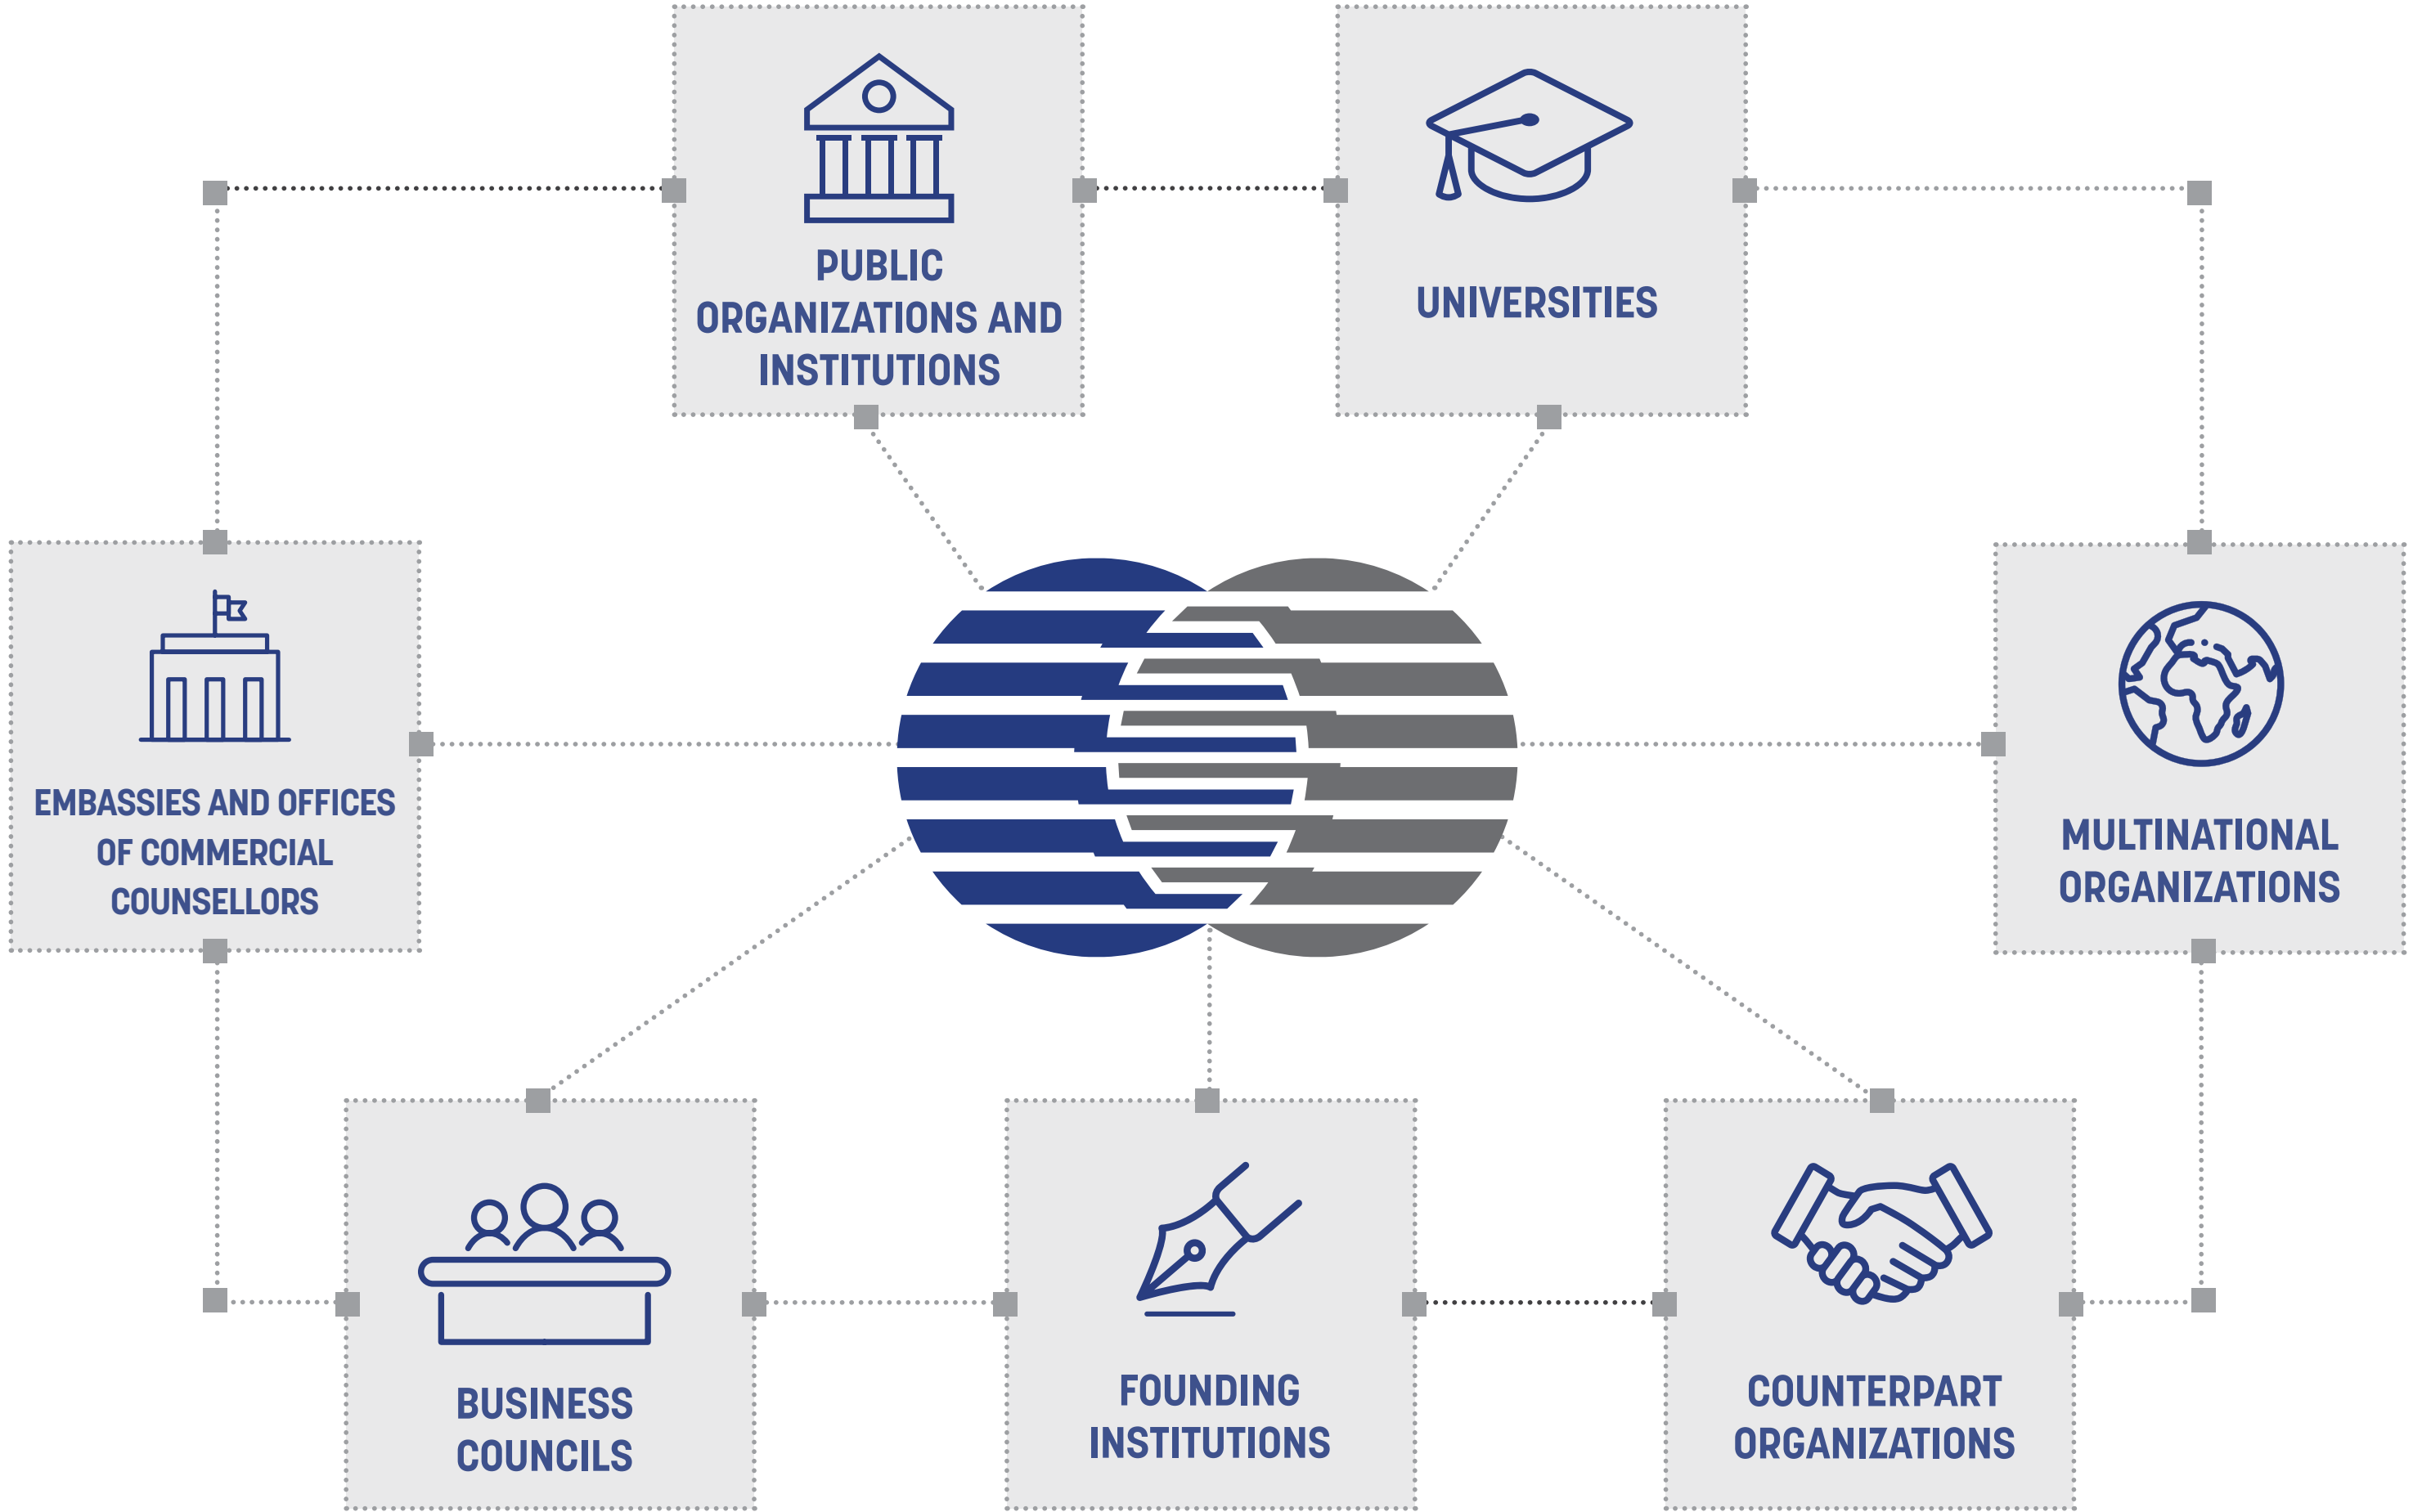 PUBLIC
ORGANIZATIONS AND
INSTITUTIONS
UNIVERSITIES
EMBASSIES AND OFFICES
OF COMMERCIAL
COUNSELLORS
MULTINATIONAL
ORGANIZATIONS
BUSINESS
COUNCILS
FOUNDING
INSTITUTIONS
COUNTERPART
ORGANIZATIONS